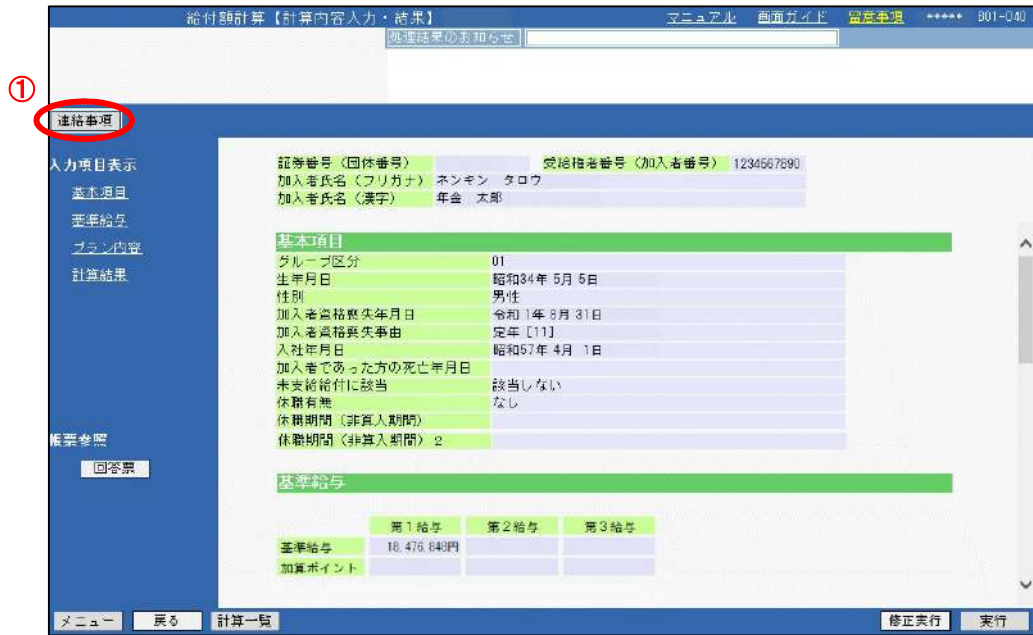 給付額計算【計算内容入力・結果】 マニュアル 画面ガイド 留意事項 ***** B01-040
処理結果のお知らせ
①
連絡事項
入力項目表示
基本項目
基準給与
プラン内容
計算結果
帳票参照
回答票
証券番号（団体番号） 受給権者番号（加入者番号） 1234567890
加入者氏名（フリガナ） ネンキン タロウ
加入者氏名（漢字） 年金 太郎
基本項目
グループ区分 01
生年月日 昭和34年 5月 5日
性別 男性
加入者資格喪失年月日 令和 1年 8月 31日
加入者資格喪失事由 定年［11］
入社年月日 昭和57年 4月 1日
加入者であった方の死亡年月日
未支給給付に該当 該当しない
休職有無 なし
休職期間（非算入期間）
休職期間（非算入期間）2
基準給与
第1給与 第2給与 第3給与
基準給与 18,476,848円
加算ポイント
メニュー 戻る 計算一覧 修正実行 実行